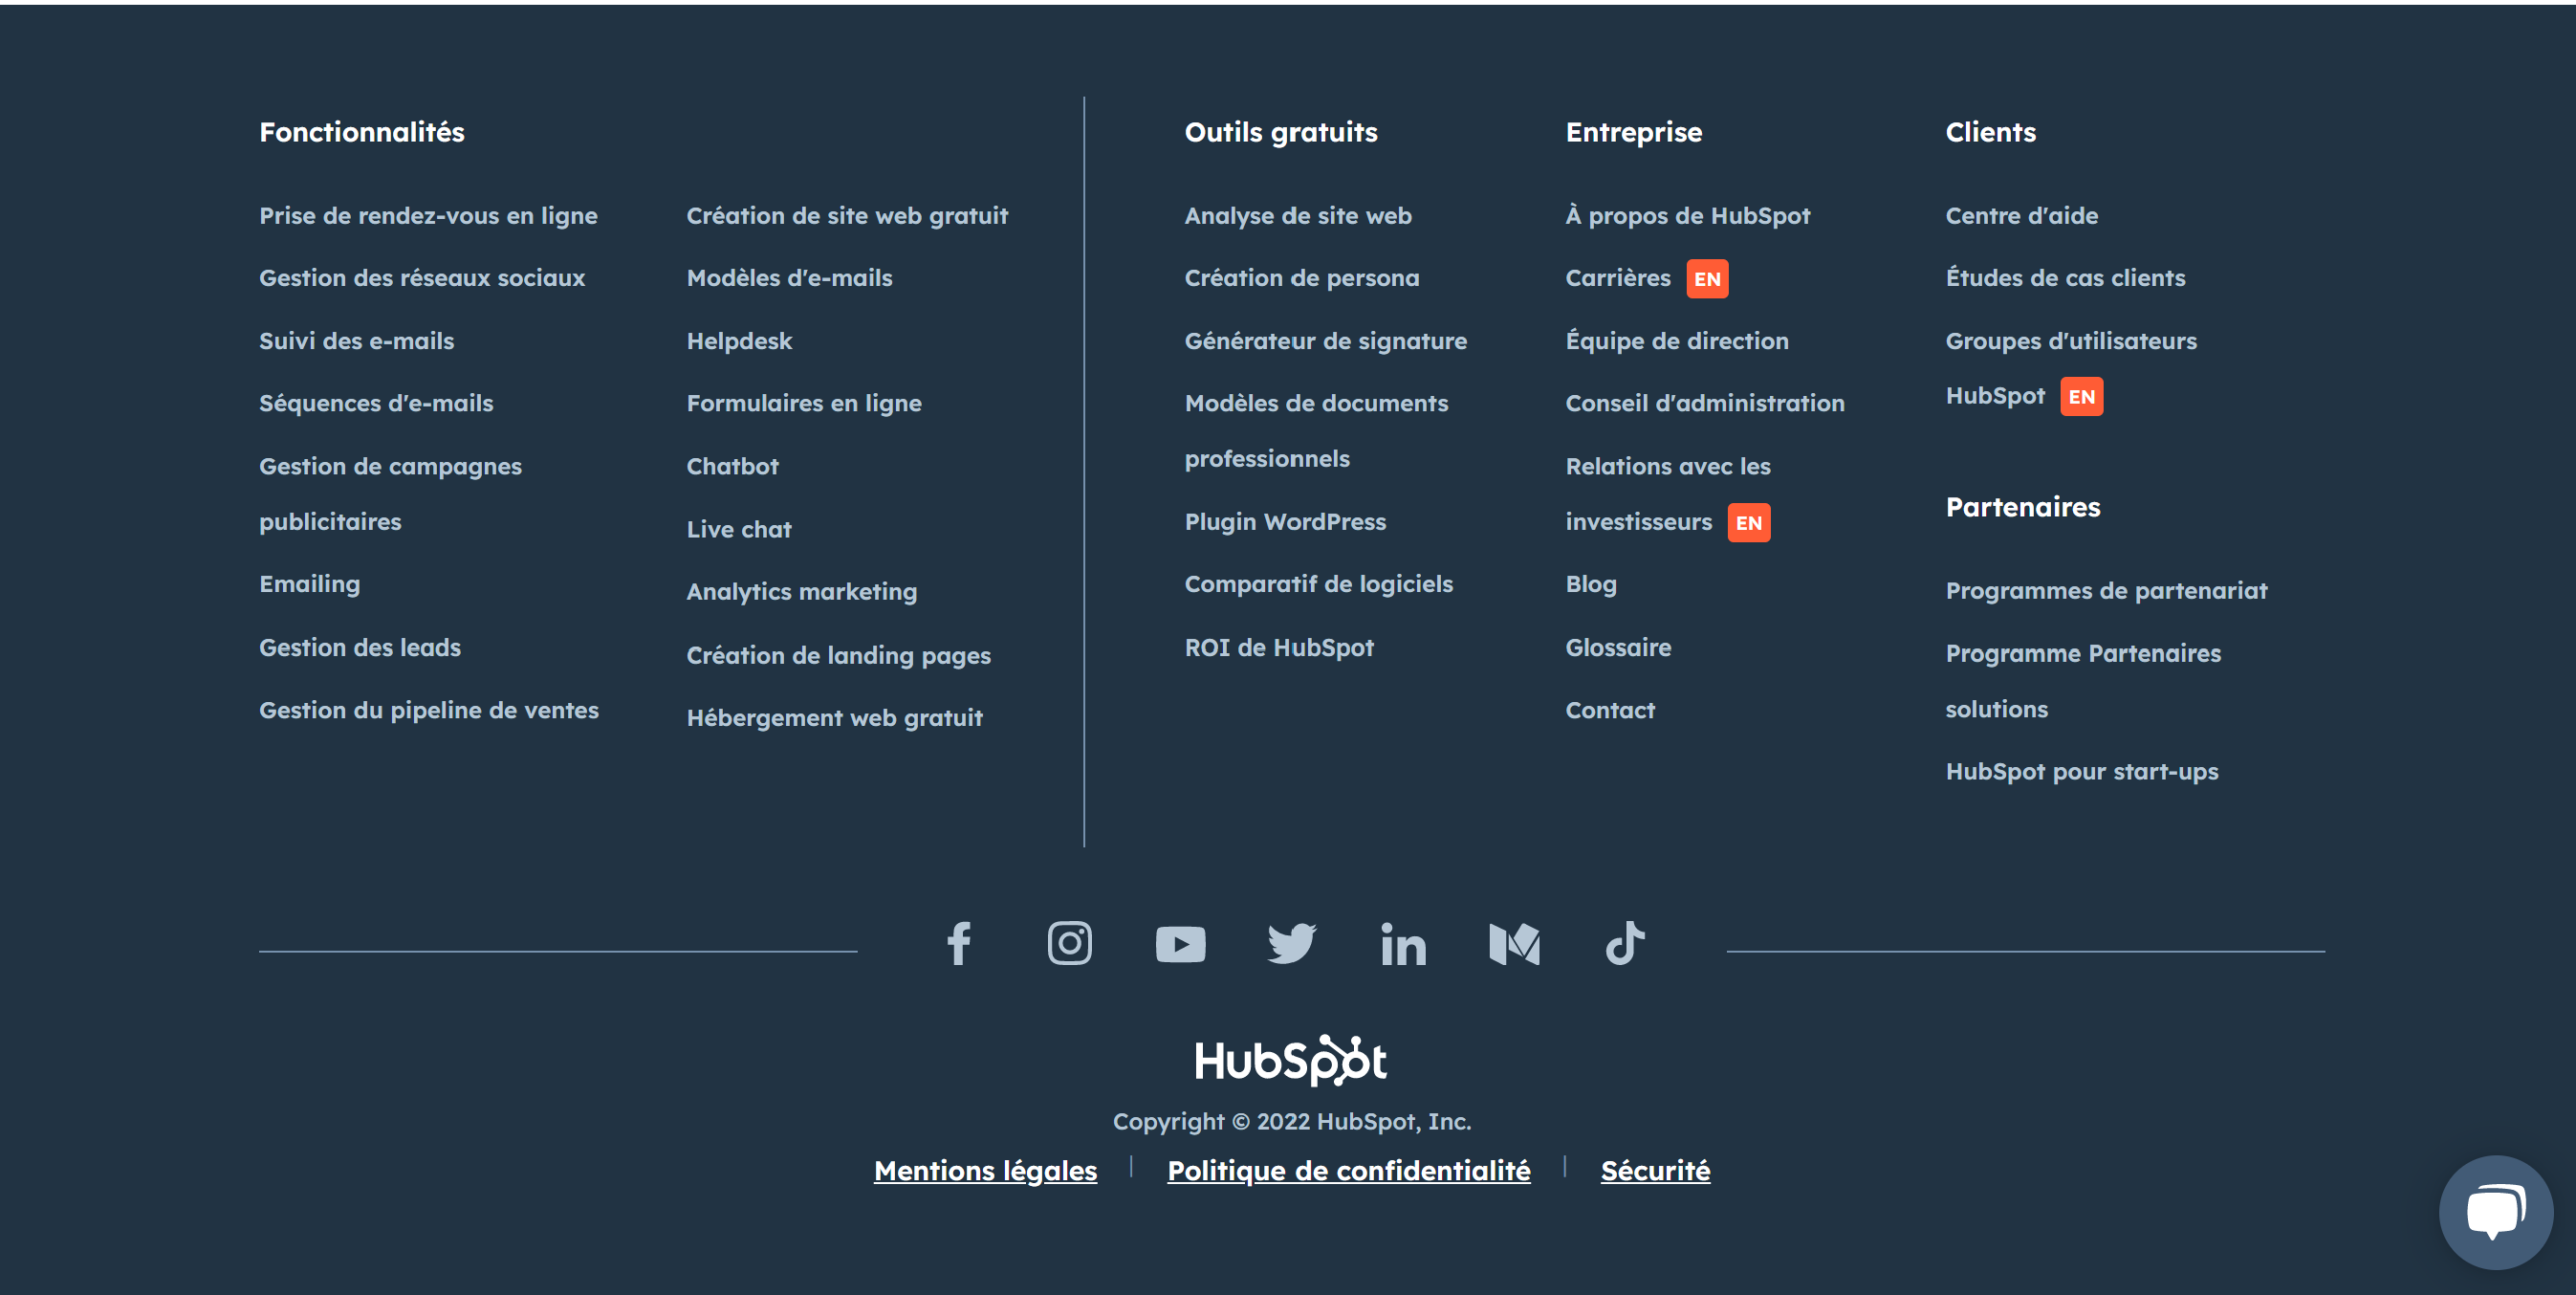 Fonctionnalités
Prise de rendez-vous en ligne
Gestion des réseaux sociaux
Suivi des e-mails
Séquences d'e-mails
Gestion de campagnes
publicitaires
Emailing
Gestion des leads
Gestion du pipeline de ventes
Création de site web gratuit
Modèles d'e-mails
Helpdesk
Formulaires en ligne
Chatbot
Live chat
Analytics marketing
Création de landing pages
Hébergement web gratuit
Outils gratuits
Analyse de site web
Création de persona
Générateur de signature
Modèles de documents
professionnels
Plugin WordPress
Comparatif de logiciels
ROI de HubSpot
Entreprise
À propos de HubSpot
Carrières EN
Équipe de direction
Conseil d'administration
Relations avec les
investisseurs EN
Blog
Glossaire
Contact
Clients
Centre d'aide
Études de cas clients
Groupes d'utilisateurs
HubSpot EN
Partenaires
Programmes de partenariat
Programme Partenaires
solutions
HubSpot pour start-ups
HubSpot
Copyright © 2022 HubSpot, Inc.
Mentions légales | Politique de confidentialité | Sécurité